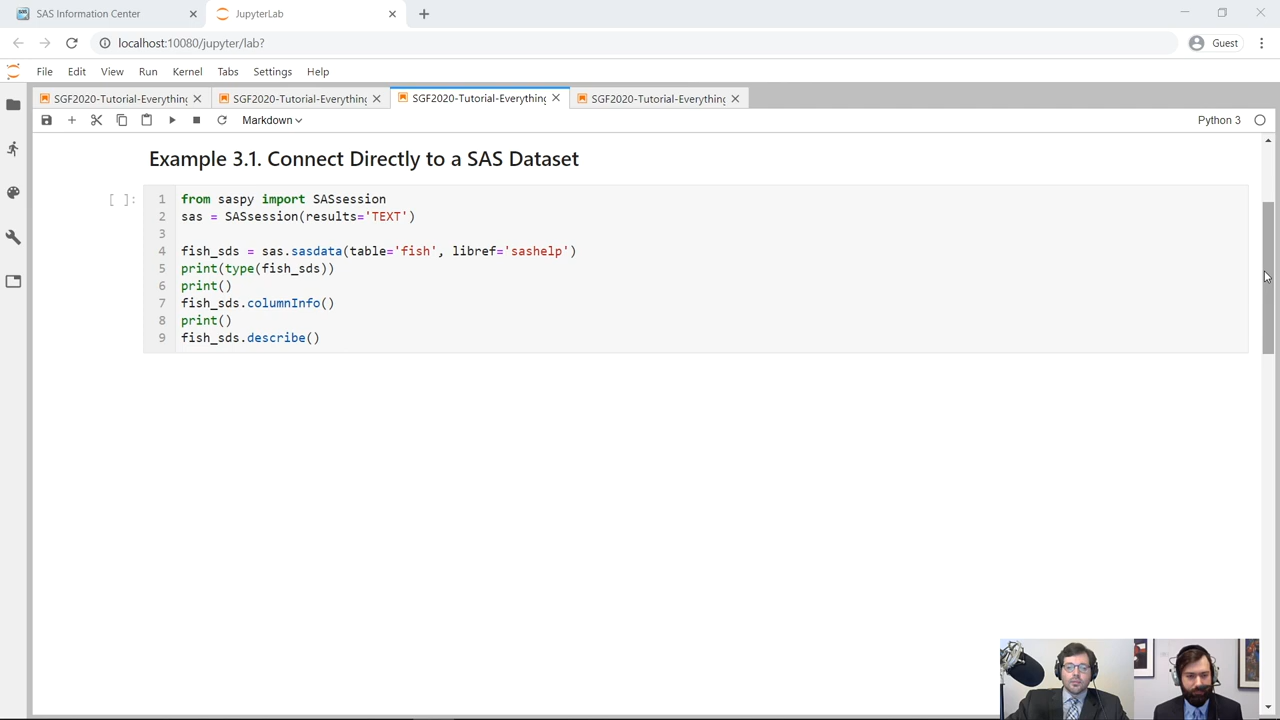 SAS Information Center
JupyterLab
localhost:10080/jupyter/lab?
Guest
File Edit View Run Kernel Tabs Settings Help
SGF2020-Tutorial-Everything SGF2020-Tutorial-Everything SGF2020-Tutorial-Everything SGF2020-Tutorial-Everything
Markdown
Python 3
Example 3.1. Connect Directly to a SAS Dataset
[ ]:
1 from saspy import SASsession
2 sas = SASsession(results='TEXT')
3
4 fish_sds = sas.sasdata(table='fish', libref='sashelp')
5 print(type(fish_sds))
6 print()
7 fish_sds.columnInfo()
8 print()
9 fish_sds.describe()